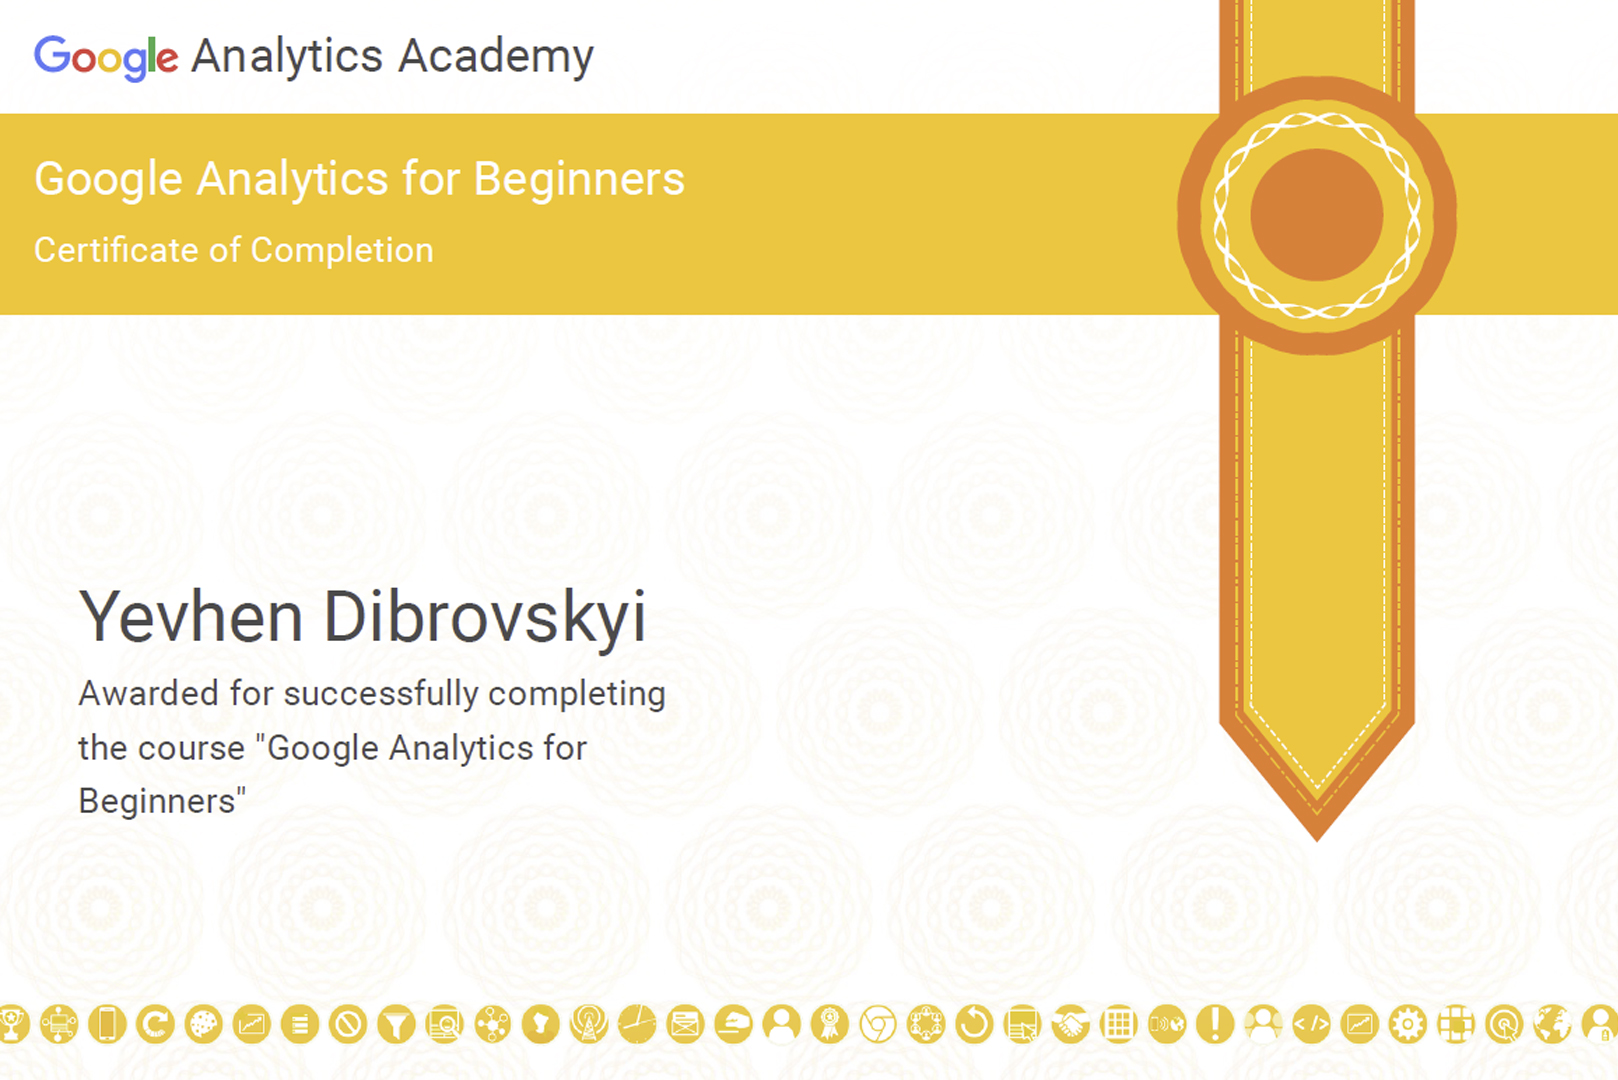 Google Analytics Academy
Google Analytics for Beginners
Certificate of Completion
Yevhen Dibrovskyi
Awarded for successfully completing
the course "Google Analytics for
Beginners"